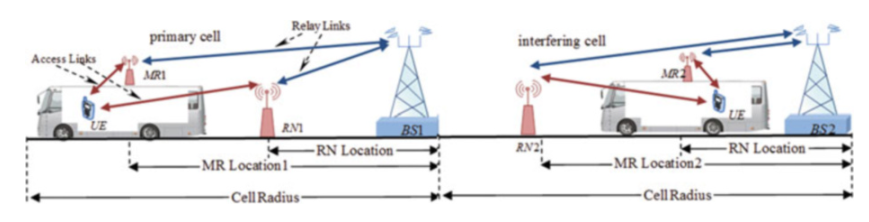 Relay Links
primary cell
interfering cell
Access Links
MR1
MR2
UE
RN1
BS1
RN2
UE
BS2
RN Location
RN Location
MR Location1
MR Location2
Cell Radius
Cell Radius